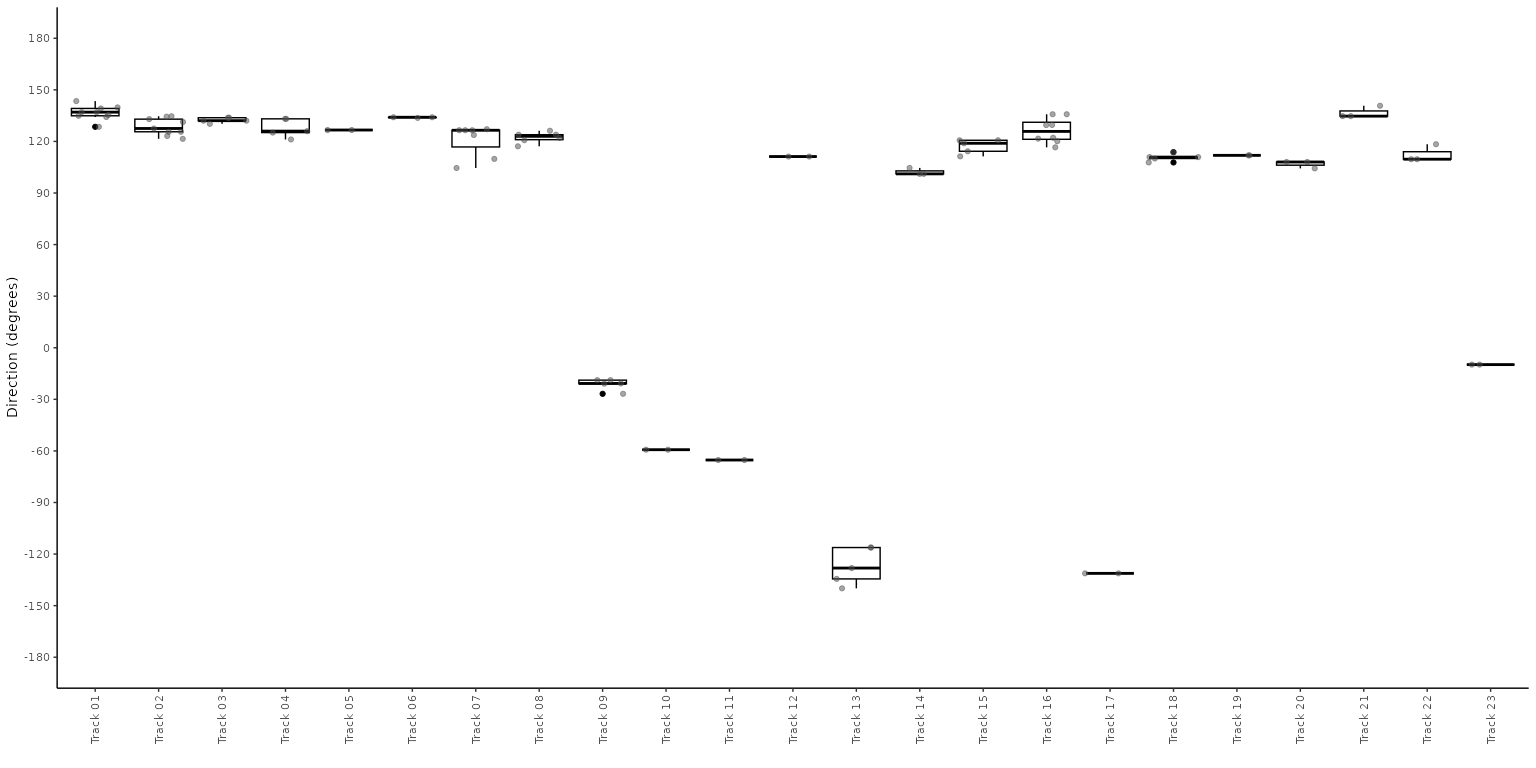 Direction (degrees)
180
150
120
90
60
30
0
-30
-60
-90
-120
-150
-180
Track 01
Track 02
Track 03
Track 04
Track 05
Track 06
Track 07
Track 08
Track 09
Track 10
Track 11
Track 12
Track 13
Track 14
Track 15
Track 16
Track 17
Track 18
Track 19
Track 20
Track 21
Track 22
Track 23